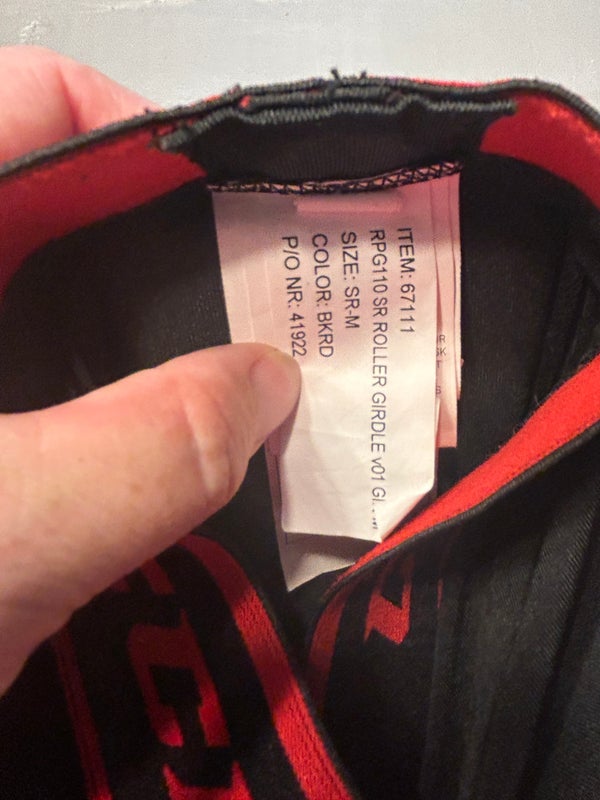 ITEM: 67111
RPG110 SR ROLLER GIRDLE v01
SIZE: SR-M
COLOR: BKRD
P/O NR: 41922